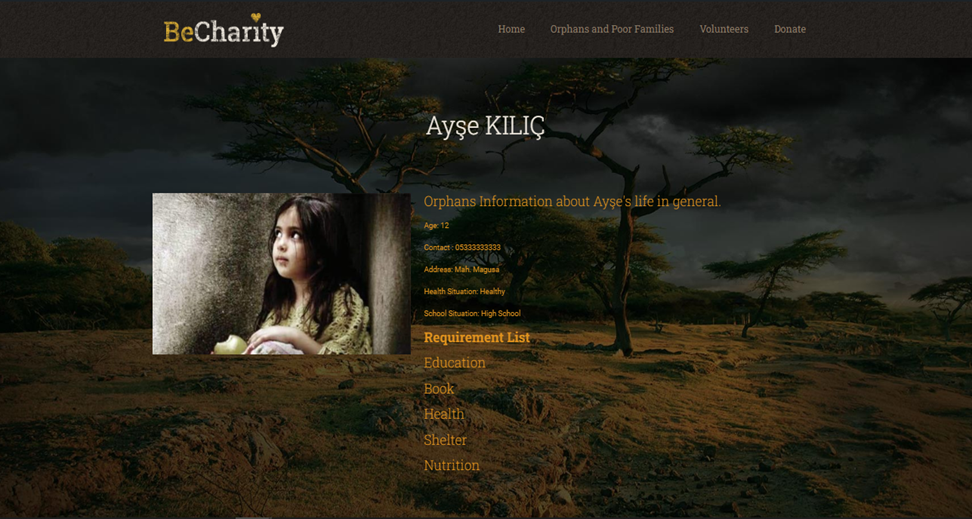 BeCharity
Home Orphans and Poor Families Volunteers Donate
Ayşe KILIÇ
Orphans Information about Ayşe's life in general.
Age: 12
Contact : 05333333333
Address: Mah. Magusa
Health Situation: Healthy
School Situation: High School
Requirement List
Education
Book
Health
Shelter
Nutrition